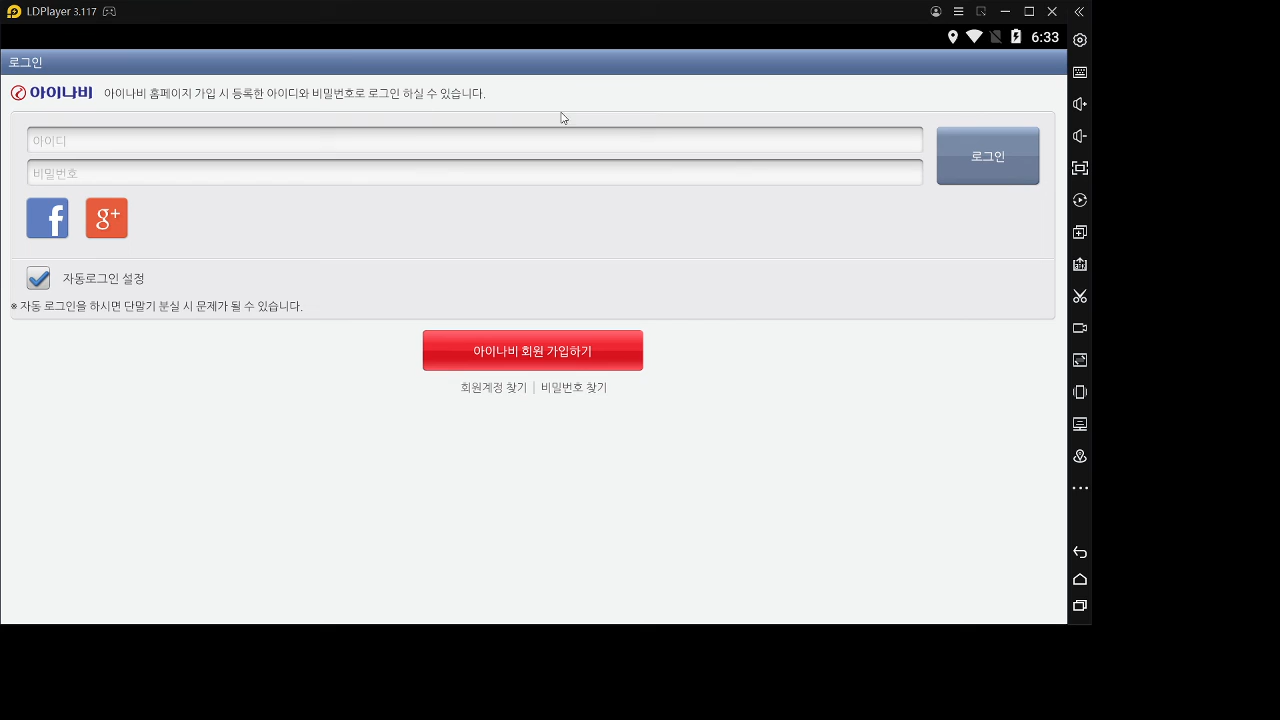 LDPlayer 3.117
6:33
로그인
아이나비 아이나비 홈페이지 가입 시 등록한 아이디와 비밀번호로 로그인 하실 수 있습니다.
아이디
비밀번호
로그인
f g+
자동로그인 설정
※ 자동 로그인을 하시면 단말기 분실 시 문제가 될 수 있습니다.
아이나비 회원 가입하기
회원계정 찾기 | 비밀번호 찾기